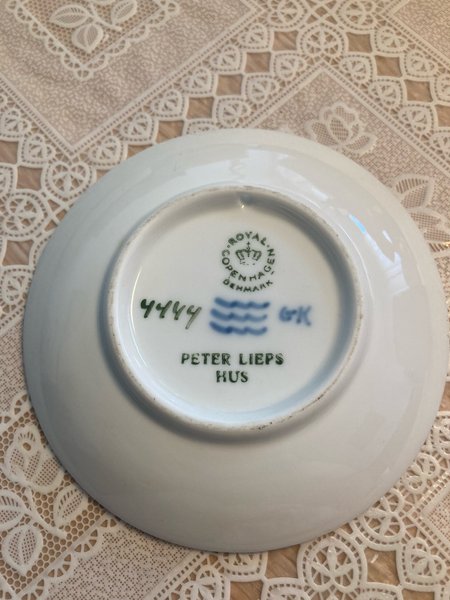 ROYAL
COPENHAGEN
DENMARK
4444 GK
PETER LIEPS
HUS